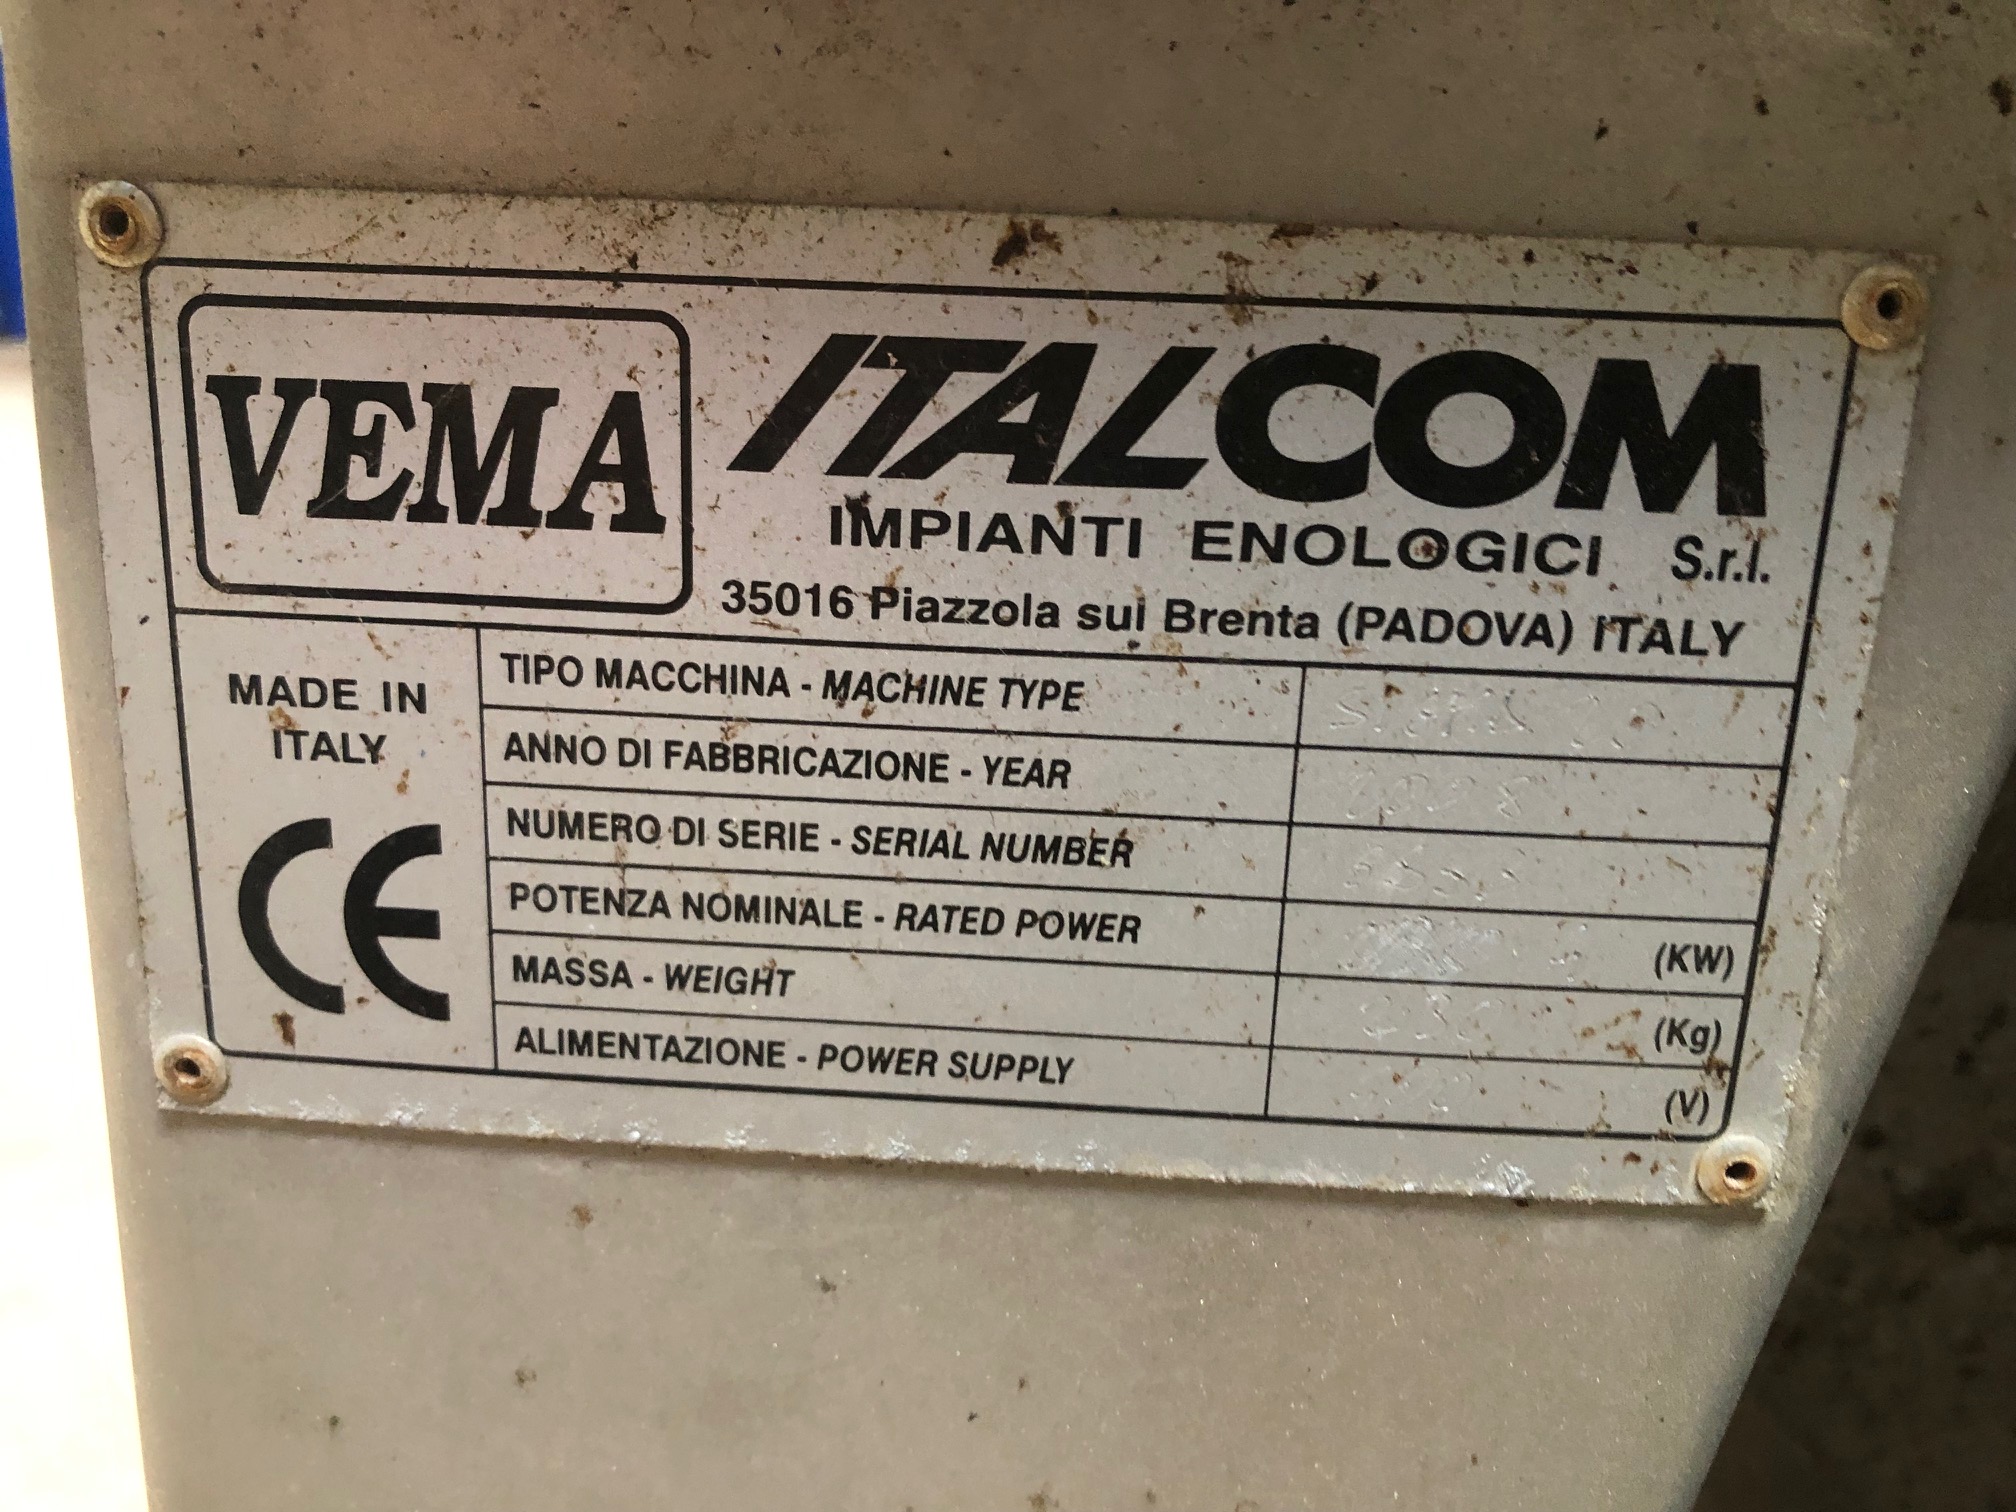 VEMA
ITALCOM
IMPIANTI ENOLOGICI S.r.l.
35016 Piazzola sul Brenta (PADOVA) ITALY
MADE IN
ITALY
CE
TIPO MACCHINA - MACHINE TYPE
ANNO DI FABBRICAZIONE - YEAR
NUMERO DI SERIE - SERIAL NUMBER
POTENZA NOMINALE - RATED POWER (KW)
MASSA - WEIGHT (Kg)
ALIMENTAZIONE - POWER SUPPLY (V)